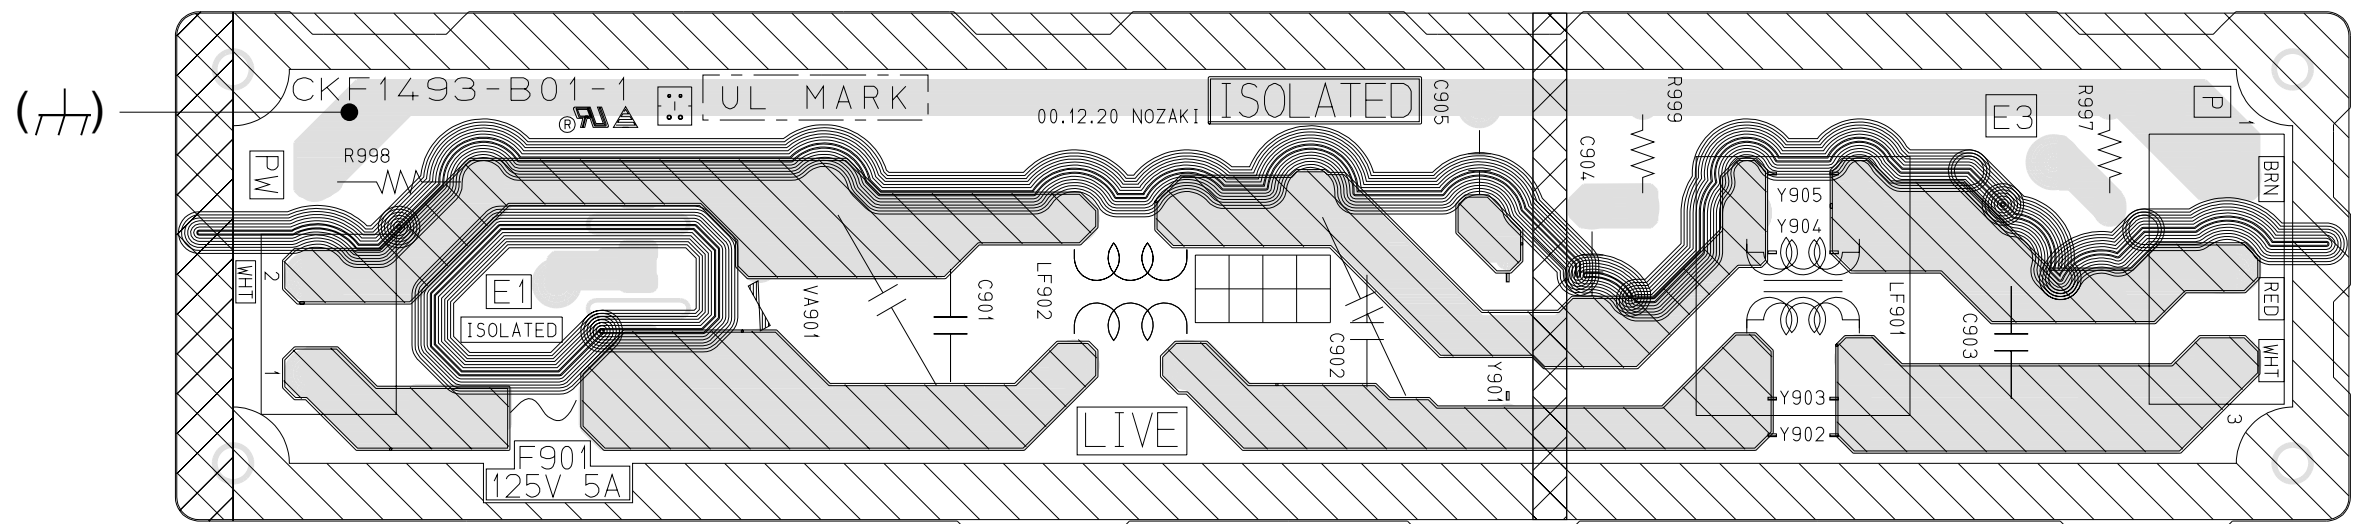 CKF1493-B01-1
® UL MARK
00.12.20 NOZAKI
ISOLATED
C905
R999
R997
E3
P
1
R998
PW
C904
BRN
Y905
Y904
WHT
2
E1
ISOLATED
VA901
C901
LF902
C902
Y901
LF901
C903
RED
WHT
1
Y903
Y902
3
LIVE
F901
125V 5A